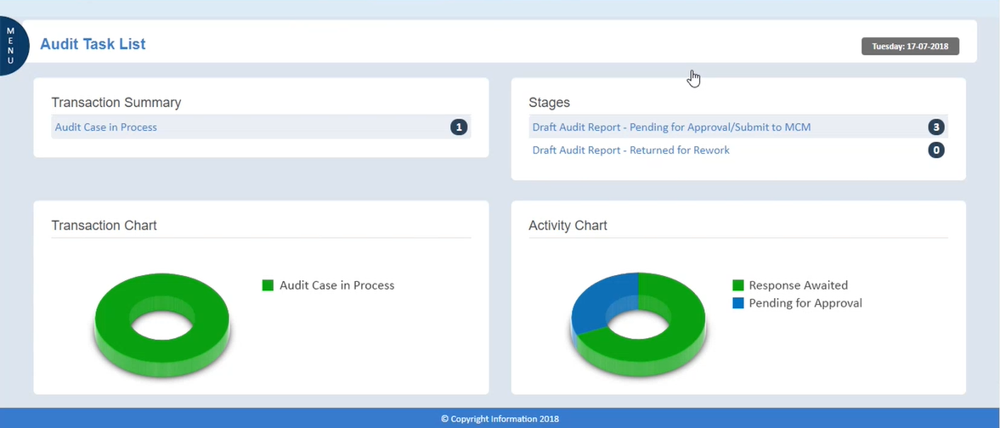 MENU
Audit Task List
Tuesday: 17-07-2018
Transaction Summary
Audit Case in Process 1
Stages
Draft Audit Report - Pending for Approval/Submit to MCM 3
Draft Audit Report - Returned for Rework 0
Transaction Chart
Audit Case in Process
Activity Chart
Response Awaited
Pending for Approval
© Copyright Information 2018